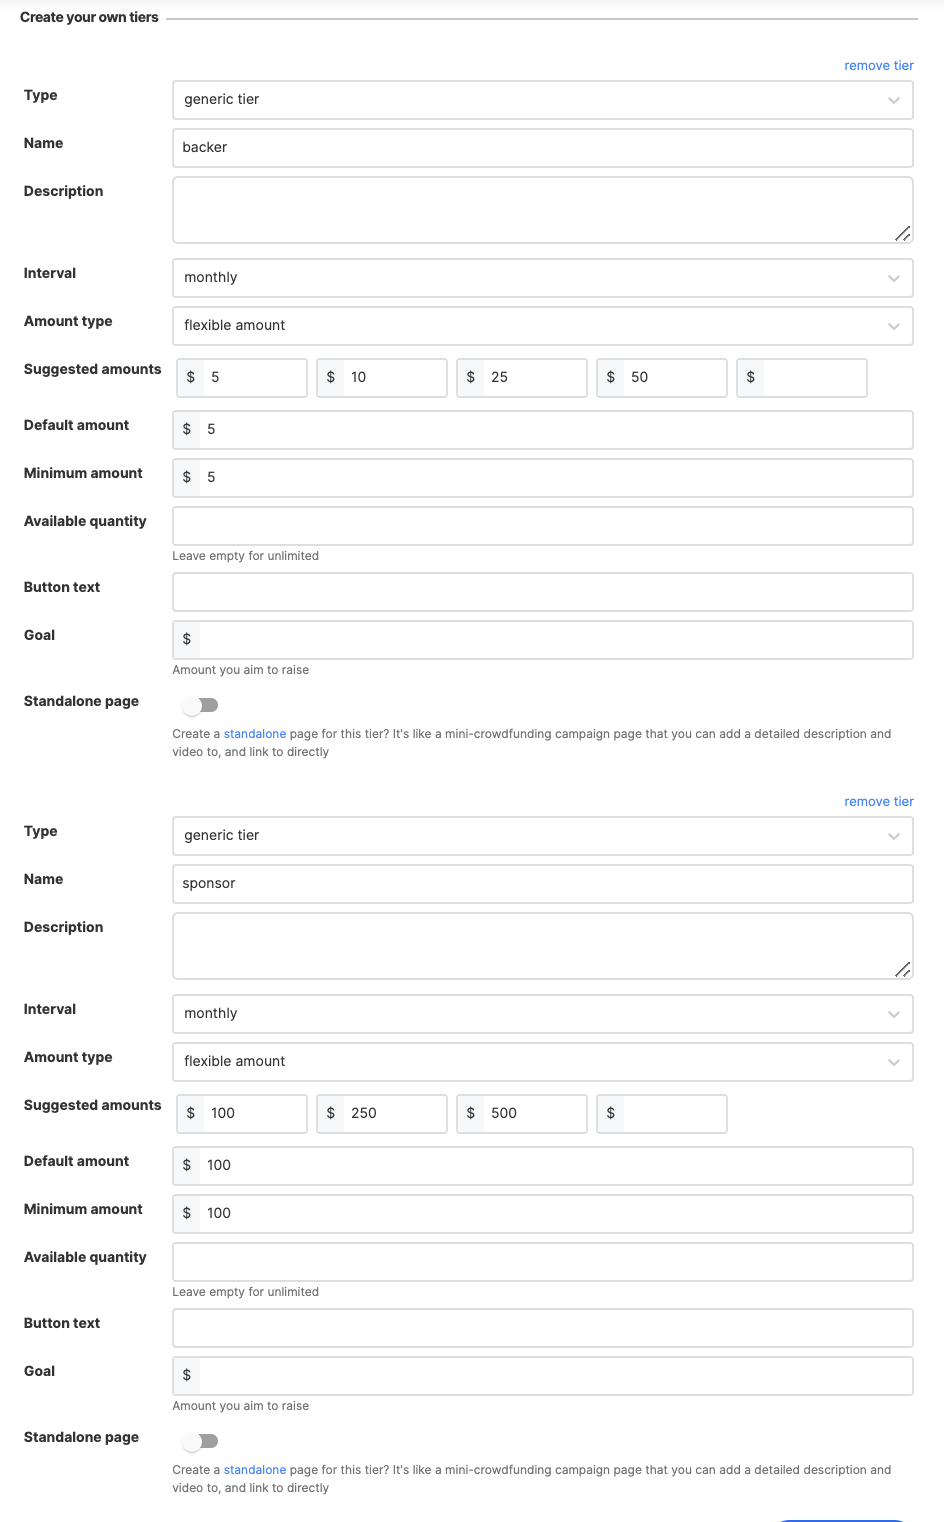 Create your own tiers
remove tier
Type generic tier
Name backer
Description
Interval monthly
Amount type flexible amount
Suggested amounts $ 5 $ 10 $ 25 $ 50 $
Default amount $ 5
Minimum amount $ 5
Available quantity
Leave empty for unlimited
Button text
Goal $
Amount you aim to raise
Standalone page
Create a standalone page for this tier? It's like a mini-crowdfunding campaign page that you can add a detailed description and
video to, and link to directly
remove tier
Type generic tier
Name sponsor
Description
Interval monthly
Amount type flexible amount
Suggested amounts $ 100 $ 250 $ 500 $
Default amount $ 100
Minimum amount $ 100
Available quantity
Leave empty for unlimited
Button text
Goal $
Amount you aim to raise
Standalone page
Create a standalone page for this tier? It's like a mini-crowdfunding campaign page that you can add a detailed description and
video to, and link to directly